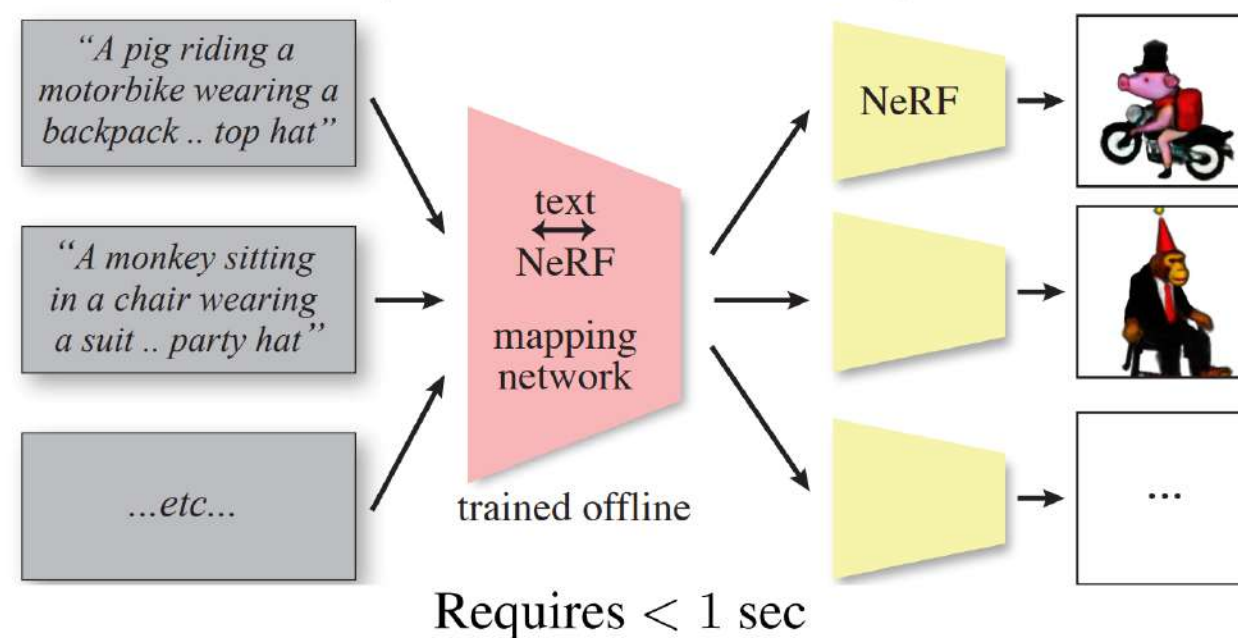 “A pig riding a
motorbike wearing a
backpack .. top hat”
“A monkey sitting
in a chair wearing
a suit .. party hat”
...etc...
text
NeRF
mapping
network
trained offline
NeRF
...
Requires < 1 sec